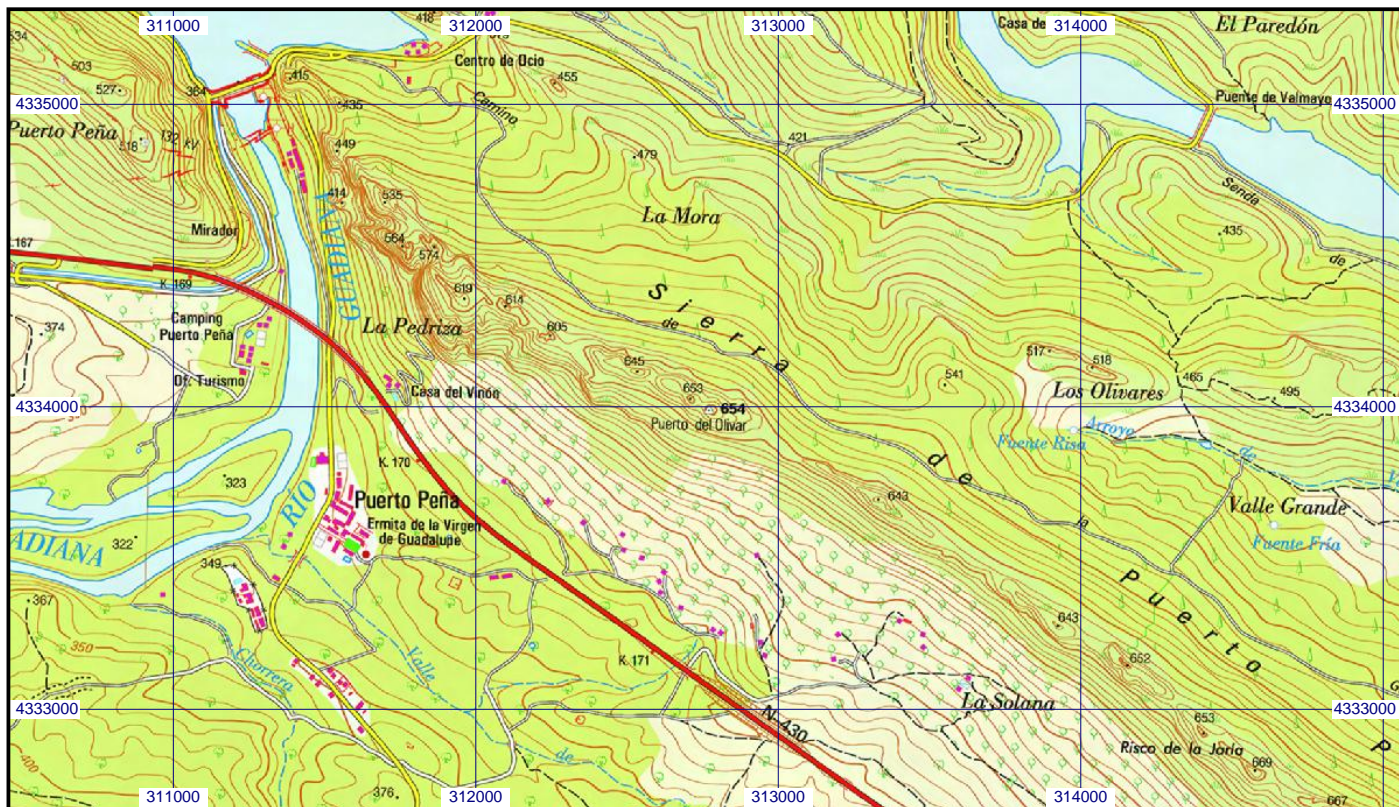 311000
312000
313000
314000
418
Casa de
El Paredón
534
503
527
364
415
Centro de Ocio
455
4335000
4335000
Puente de Valmayo
Puerto Peña
132 kV
518
435
Camino
421
449
479
Senda
414
535
La Mora
Mirador
GUADIANA
564
574
435
de
167
K. 169
619
614
Sierra
de
Camping
Puerto Peña
374
La Pedriza
605
645
517
518
Of. Turismo
Casa del Vinón
653
541
465
495
Los Olivares
4334000
654
4334000
Puerto del Olivar
Arroyo
Fuente Risa
de
K. 170
de
323
RÍO
Puerto Peña
643
Valle Grande
Ermita de la Virgen
de Guadalupe
la
Fuente Fría
322
ADIANA
349
Puerto
367
643
350
K. 171
652
Chorrera
Valle
La Solana
4333000
4333000
N-430
653
Risco de la Joria
de
669
400
376
667
P
311000
312000
313000
314000